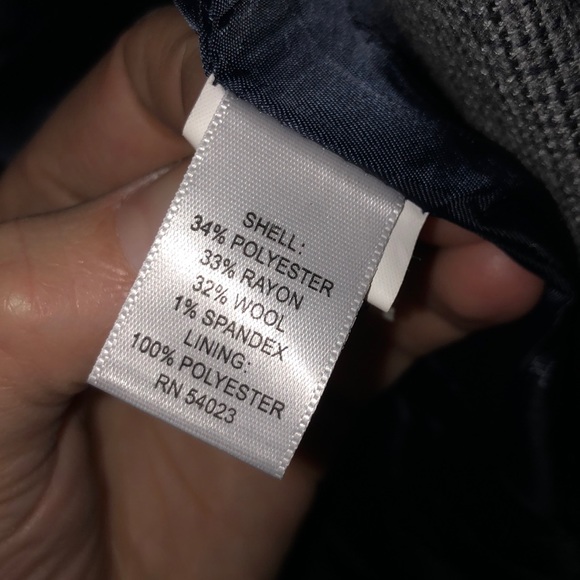 SHELL:
34% POLYESTER
33% RAYON
32% WOOL
1% SPANDEX
LINING:
100% POLYESTER
RN 54023